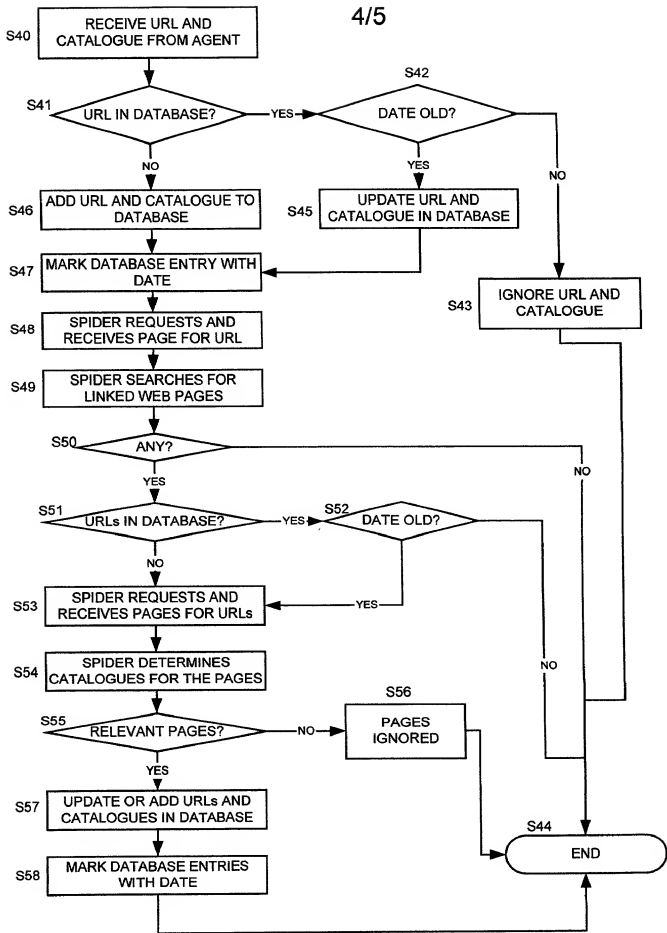 4/5
S40
RECEIVE URL AND
CATALOGUE FROM AGENT
S41
URL IN DATABASE?
YES
S42
DATE OLD?
NO
YES
NO
S46
ADD URL AND CATALOGUE TO
DATABASE
S45
UPDATE URL AND
CATALOGUE IN DATABASE
S47
MARK DATABASE ENTRY WITH
DATE
S43
IGNORE URL AND
CATALOGUE
S48
SPIDER REQUESTS AND
RECEIVES PAGE FOR URL
S49
SPIDER SEARCHES FOR
LINKED WEB PAGES
S50
ANY?
NO
YES
S51
URLs IN DATABASE?
YES
S52
DATE OLD?
NO
YES
S53
SPIDER REQUESTS AND
RECEIVES PAGES FOR URLs
NO
S54
SPIDER DETERMINES
CATALOGUES FOR THE PAGES
S55
RELEVANT PAGES?
NO
S56
PAGES
IGNORED
YES
S57
UPDATE OR ADD URLs AND
CATALOGUES IN DATABASE
S44
END
S58
MARK DATABASE ENTRIES
WITH DATE